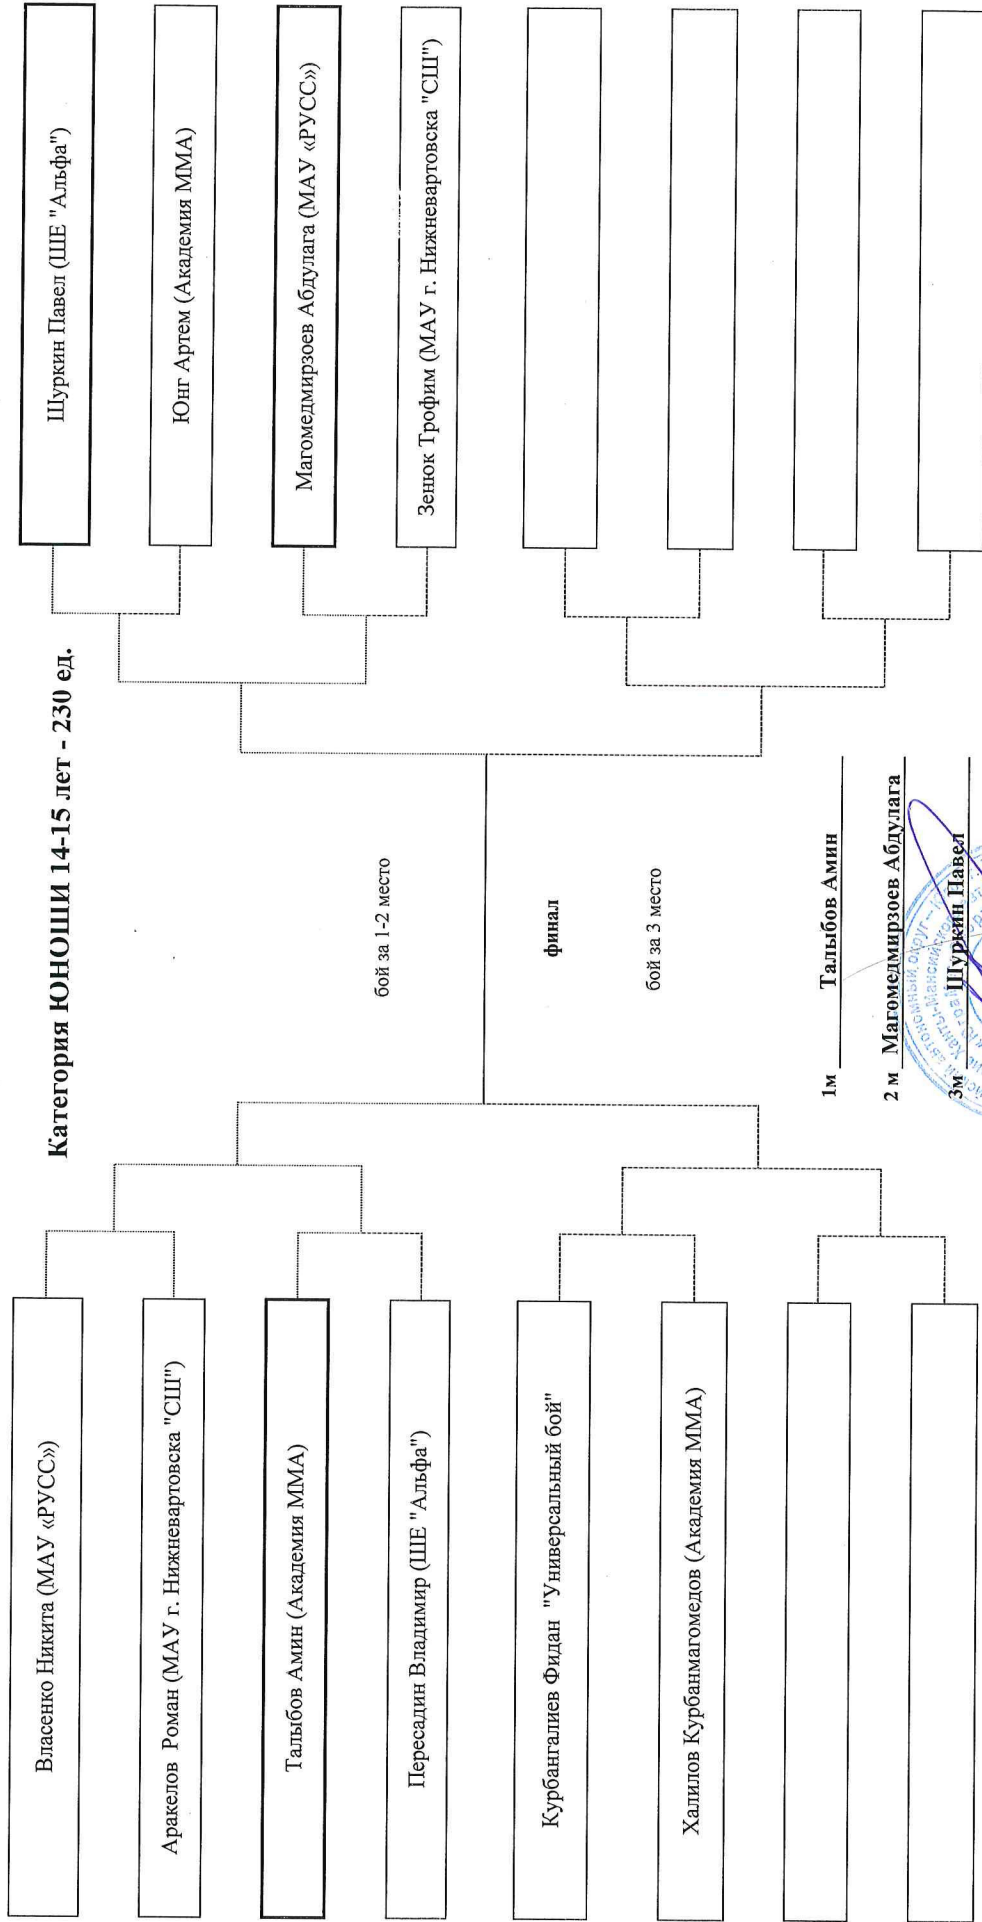 Категория ЮНОШИ 14-15 лет - 230 ед.
Власенко Никита (МАУ «РУСС»)
Аракелов Роман (МАУ г. Нижневартовска "СШ")
Талыбов Амин (Академия ММА)
Пересадин Владимир (ШЕ "Альфа")
Курбангалиев Фидан "Универсальный бой"
Халилов Курбанмагомедов (Академия ММА)
бой за 1-2 место
финал
бой за 3 место
1м Талыбов Амин
2 м Магомедмирзоев Абдулага
3м Шуркин Павел
Шуркин Павел (ШЕ "Альфа")
Юнг Артем (Академия ММА)
Магомедмирзоев Абдулага (МАУ «РУСС»)
Зенюк Трофим (МАУ г. Нижневартовска "СШ")